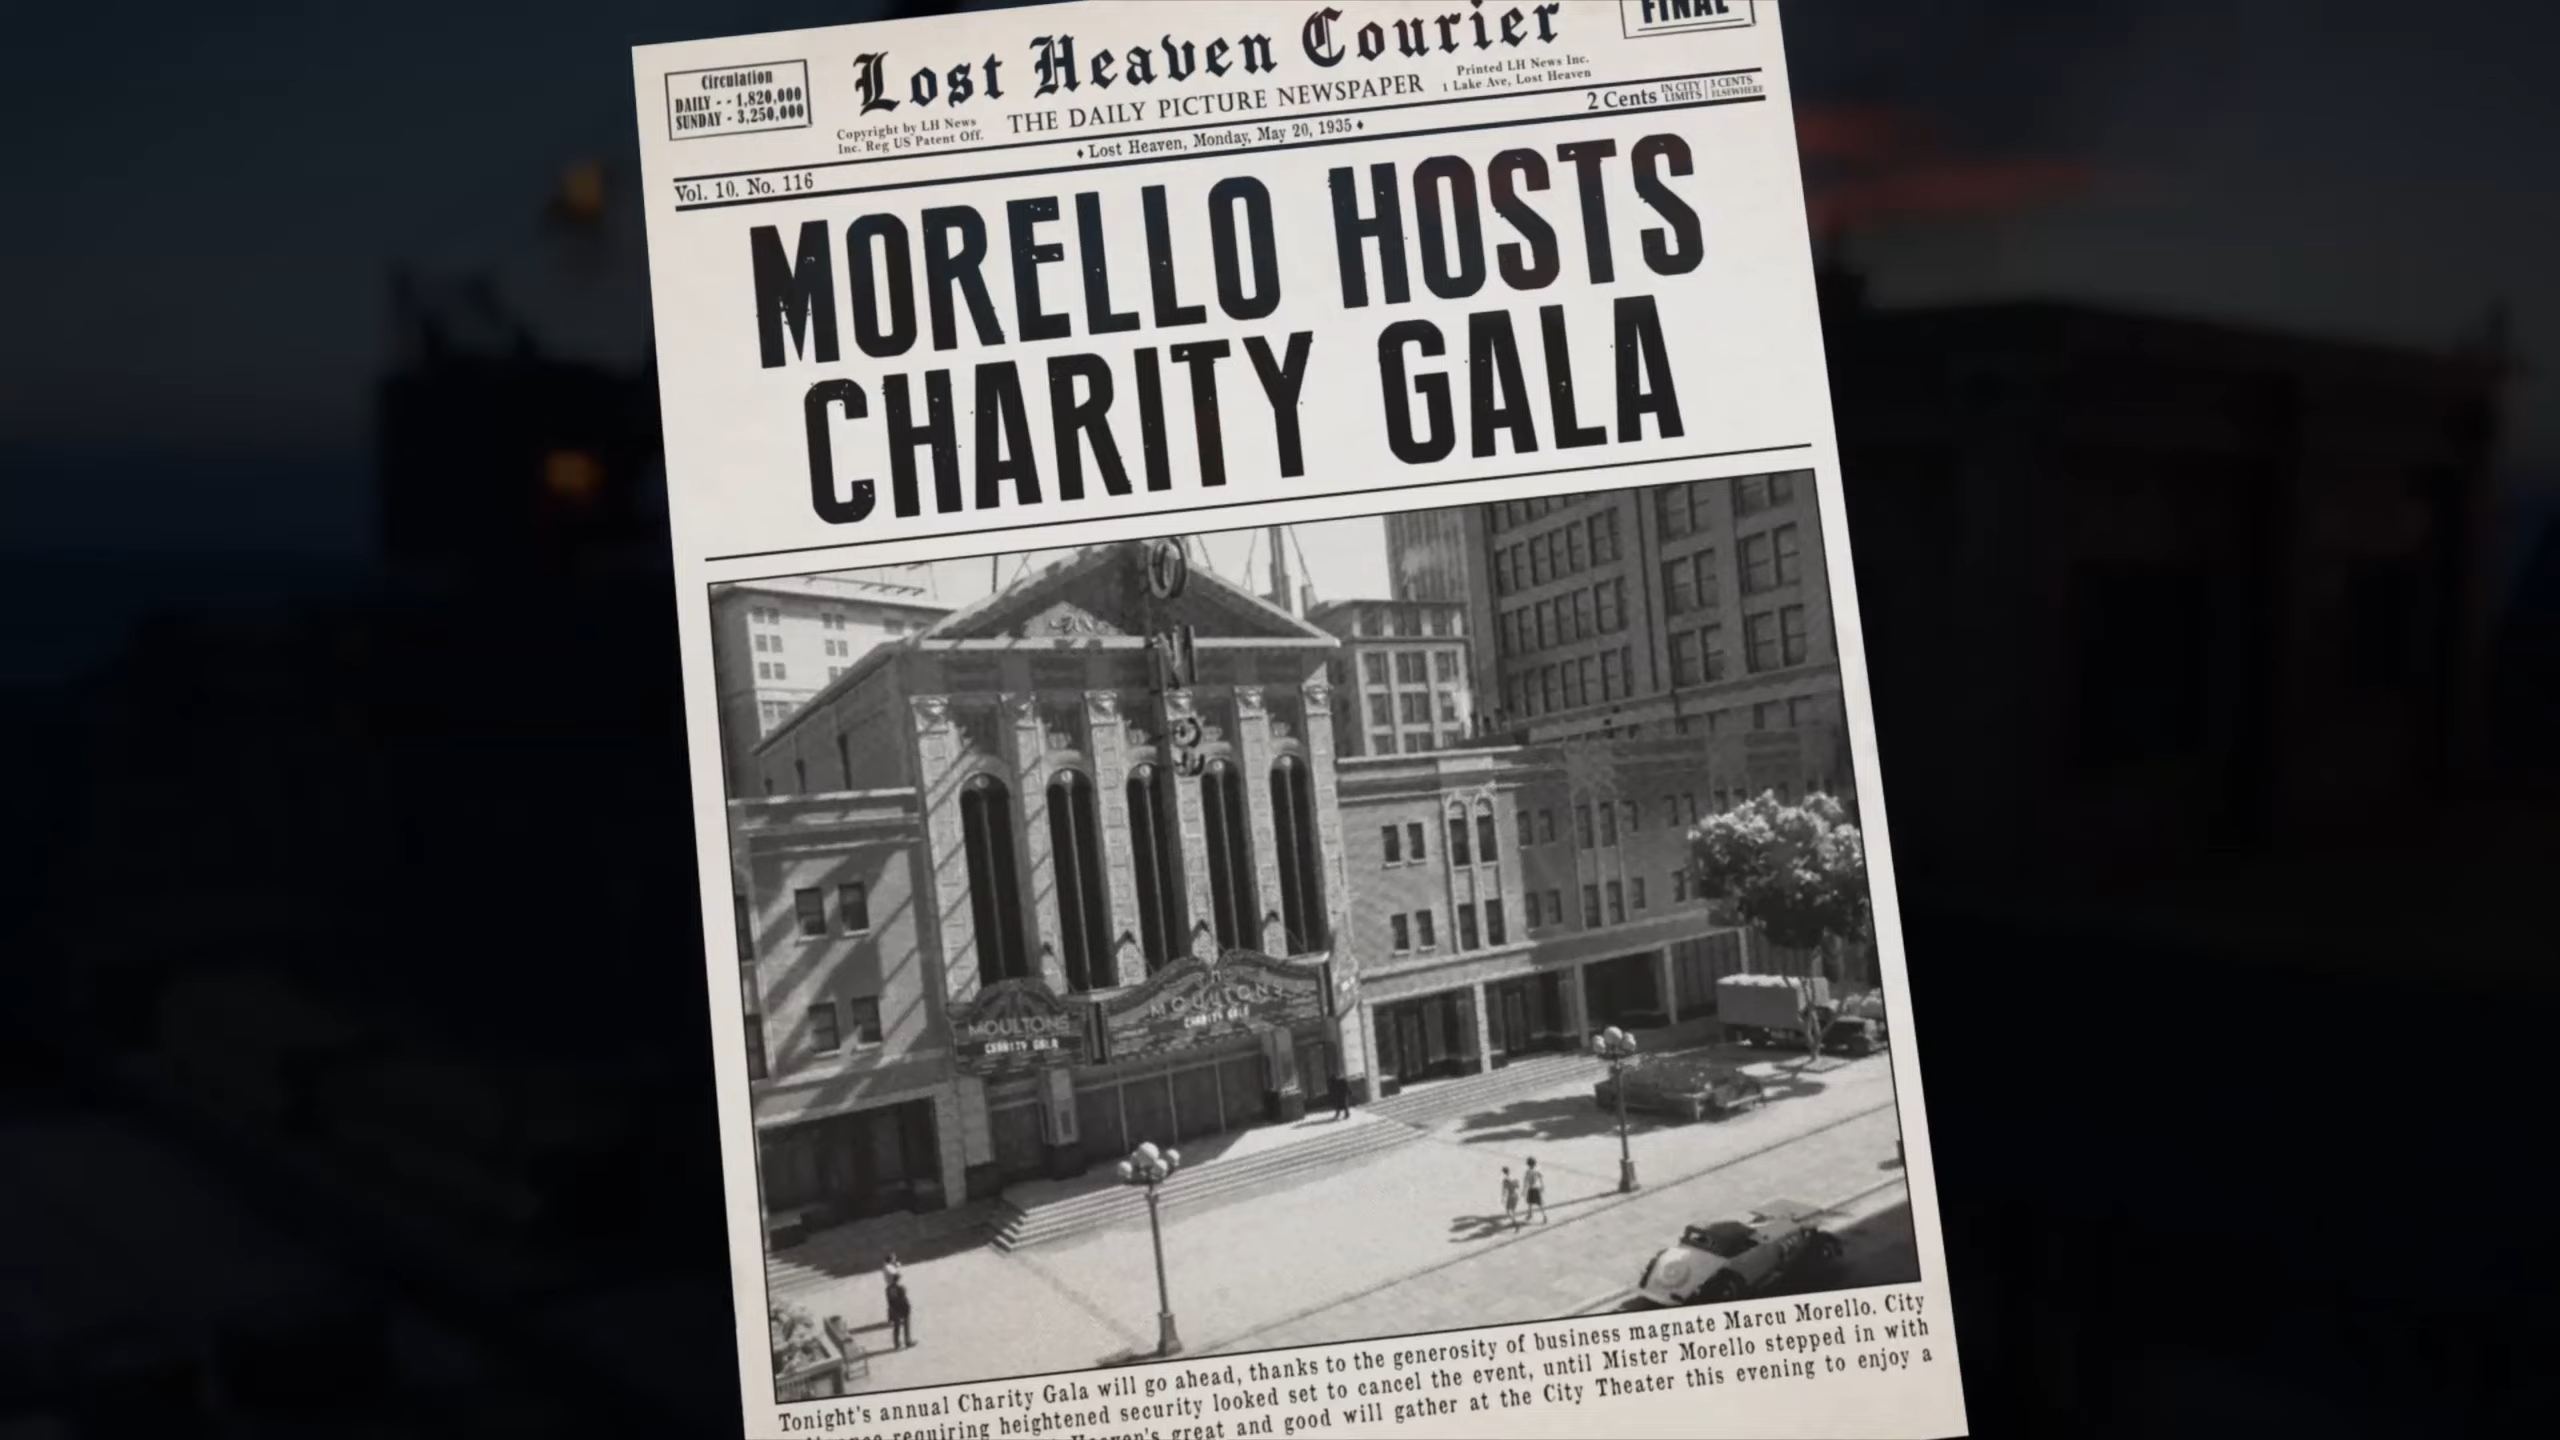 FINAL
Lost Heaven Courier
Circulation
DAILY - - 1,820,000
SUNDAY - 3,250,000
Copyright by LH News
Inc. Reg US Patent Off.
THE DAILY PICTURE NEWSPAPER
Printed LH News Inc.
1 Lake Ave, Lost Heaven
2 Cents IN CITY LIMITS | 3 CENTS ELSEWHERE
♦ Lost Heaven, Monday, May 20, 1935 ♦
Vol. 10. No. 116
MORELLO HOSTS
CHARITY GALA
MOULTONS
CHARITY GALA
MOULTONS
CHARITY GALA
Tonight's annual Charity Gala will go ahead, thanks to the generosity of business magnate Marcu Morello. City
requiring heightened security looked set to cancel the event, until Mister Morello stepped in with
great and good will gather at the City Theater this evening to enjoy a